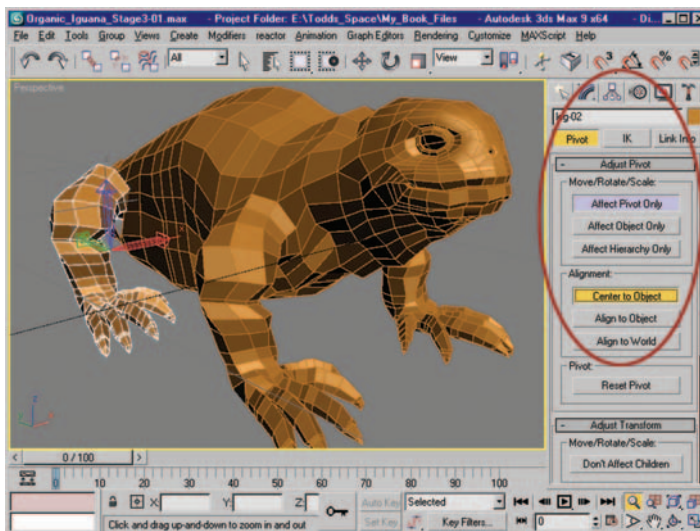 Organic_Iguana_Stage3-01.max - Project Folder: E:\Todds_Space\My_Book_Files - Autodesk 3ds Max 9 x64 - Di...
File Edit Tools Group Views Create Modifiers reactor Animation Graph Editors Rendering Customize MAXScript Help
All
View
3
%
Perspective
leg-02
Pivot IK Link Info
- Adjust Pivot
Move/Rotate/Scale:
Affect Pivot Only
Affect Object Only
Affect Hierarchy Only
Alignment:
Center to Object
Align to Object
Align to World
Pivot:
Reset Pivot
- Adjust Transform
Move/Rotate/Scale:
Don't Affect Children
z
< 0 / 100 >
0 10 20 30 40 50 60 70 80 90 100
X: Y: Z:
Auto Key Selected
Click and drag up-and-down to zoom in and out
Set Key Key Filters... 0